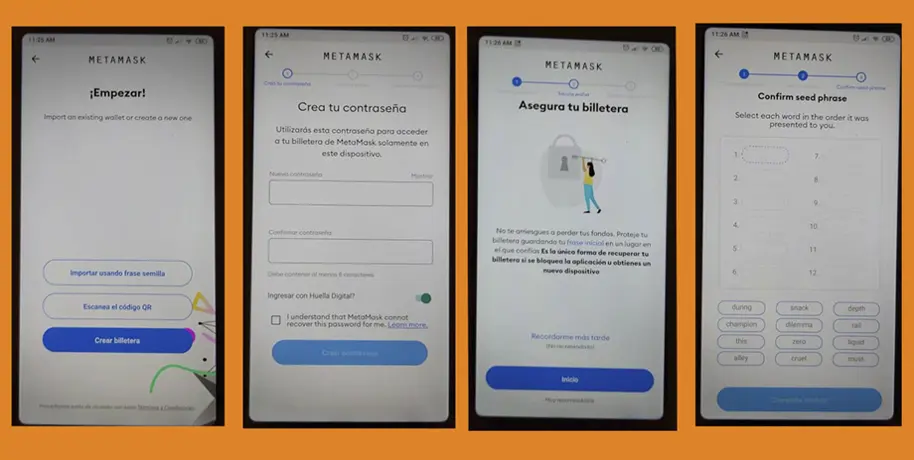 11:25 AM
METAMASK
¡Empezar!
Import an existing wallet or create a new one
Importar usando frase semilla
Escanea el código QR
Crear billetera
Términos y Condiciones
11:25 AM
METAMASK
1
Crea tu contraseña
Crea tu contraseña
Utilizarás esta contraseña para acceder
a tu billetera de MetaMask solamente en
este dispositivo.
Nueva contraseña
Mostrar
Confirmar contraseña
Debe contener al menos 8 caracteres
Ingresar con Huella Digital?
I understand that MetaMask cannot
recover this password for me. Learn more.
Crear contraseña
11:26 AM
METAMASK
Asegura tu billetera
No te arriesgues a perder tus fondos. Proteje tu
billetera guardando tu frase inicial en un lugar en
el que confías Es la única forma de recuperar tu
billetera si se bloquea la aplicación u obtienes un
nuevo dispositivo
Recordarme más tarde
(No recomendado)
Inicio
Muy recomendable
11:26 AM
METAMASK
Confirm seed phrase
Confirm seed phrase
Select each word in the order it was
presented to you.
1. 7.
2. 8.
3. 9.
4. 10.
5. 11.
6. 12.
during snack depth
champion dilemma rail
this zero liquid
alley cruel music